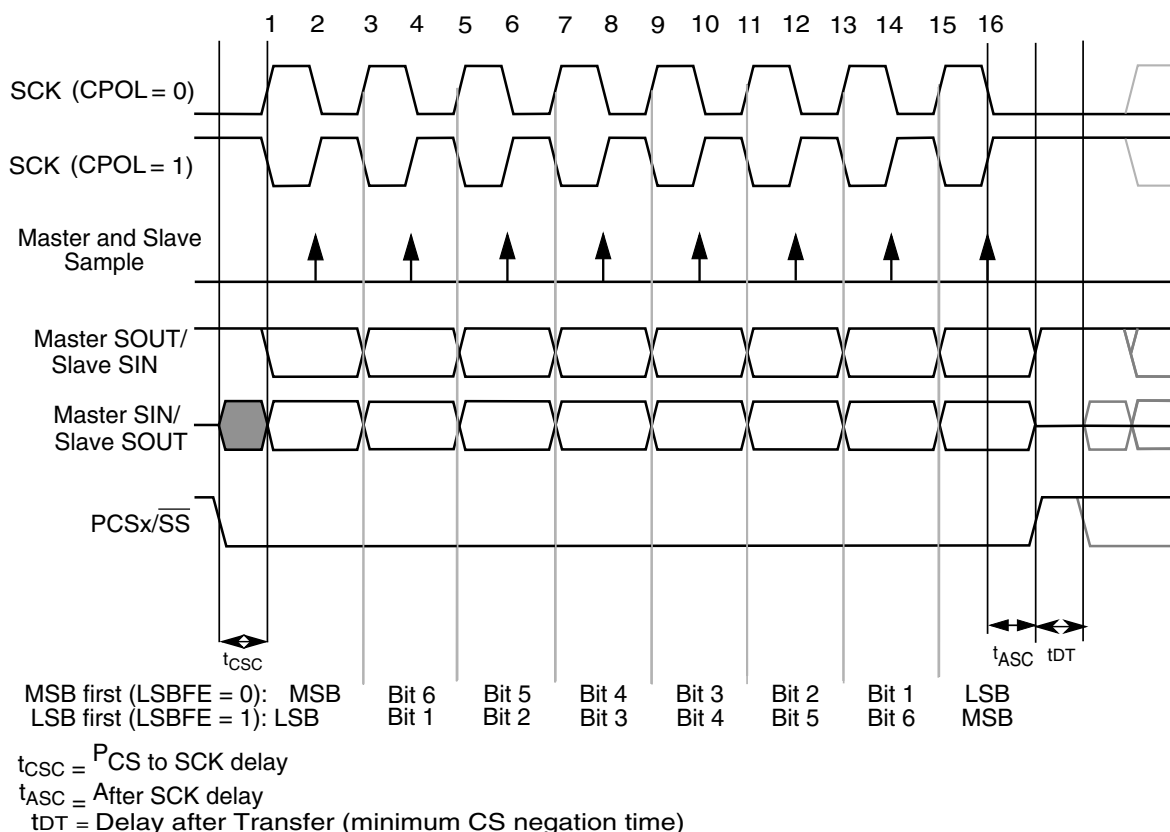 1 2 3 4 5 6 7 8 9 10 11 12 13 14 15 16
SCK (CPOL = 0)
SCK (CPOL = 1)
Master and Slave
Sample
Master SOUT/
Slave SIN
Master SIN/
Slave SOUT
PCSx/SS
tCSC
tASC
tDT
MSB first (LSBFE = 0): MSB Bit 6 Bit 5 Bit 4 Bit 3 Bit 2 Bit 1 LSB
LSB first (LSBFE = 1): LSB Bit 1 Bit 2 Bit 3 Bit 4 Bit 5 Bit 6 MSB
tCSC = PCS to SCK delay
tASC = After SCK delay
tDT = Delay after Transfer (minimum CS negation time)